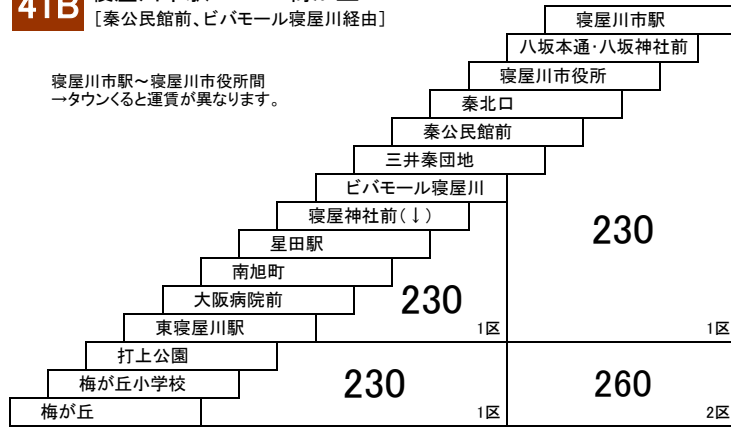 41B
[秦公民館前、ビバモール寝屋川経由]
寝屋川市駅～寝屋川市役所間
→タウンくると運賃が異なります。
寝屋川市駅
八坂本通・八坂神社前
寝屋川市役所
秦北口
秦公民館前
三井秦団地
ビバモール寝屋川
寝屋神社前(↓)
星田駅
南旭町
大阪病院前
東寝屋川駅
打上公園
梅が丘小学校
梅が丘
230
1区
230
1区
230
1区
260
2区